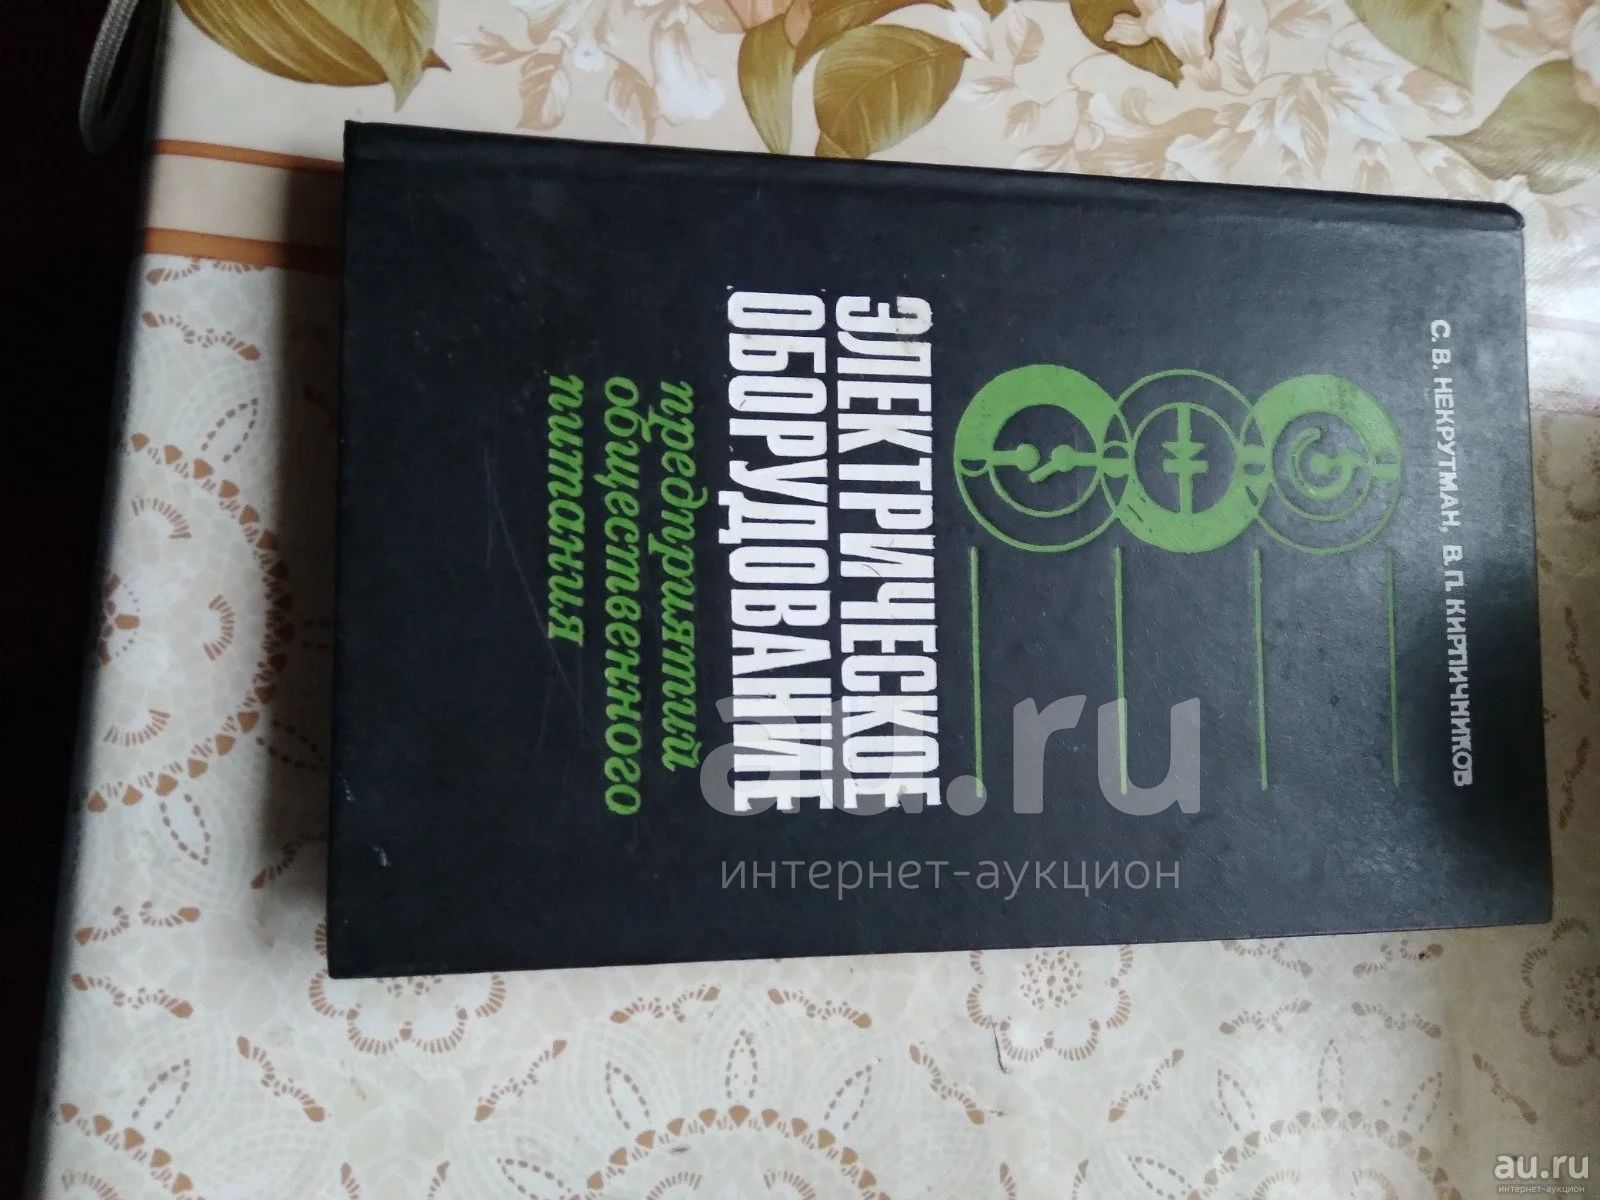 С. В. НЕКРУТМАН, В. П. КИРПИЧНИКОВ
ЭЛЕКТРИЧЕСКОЕ
ОБОРУДОВАНИЕ
предприятий
общественного
питания
au.ru
интернет-аукцион
au.ru
интернет-аукцион